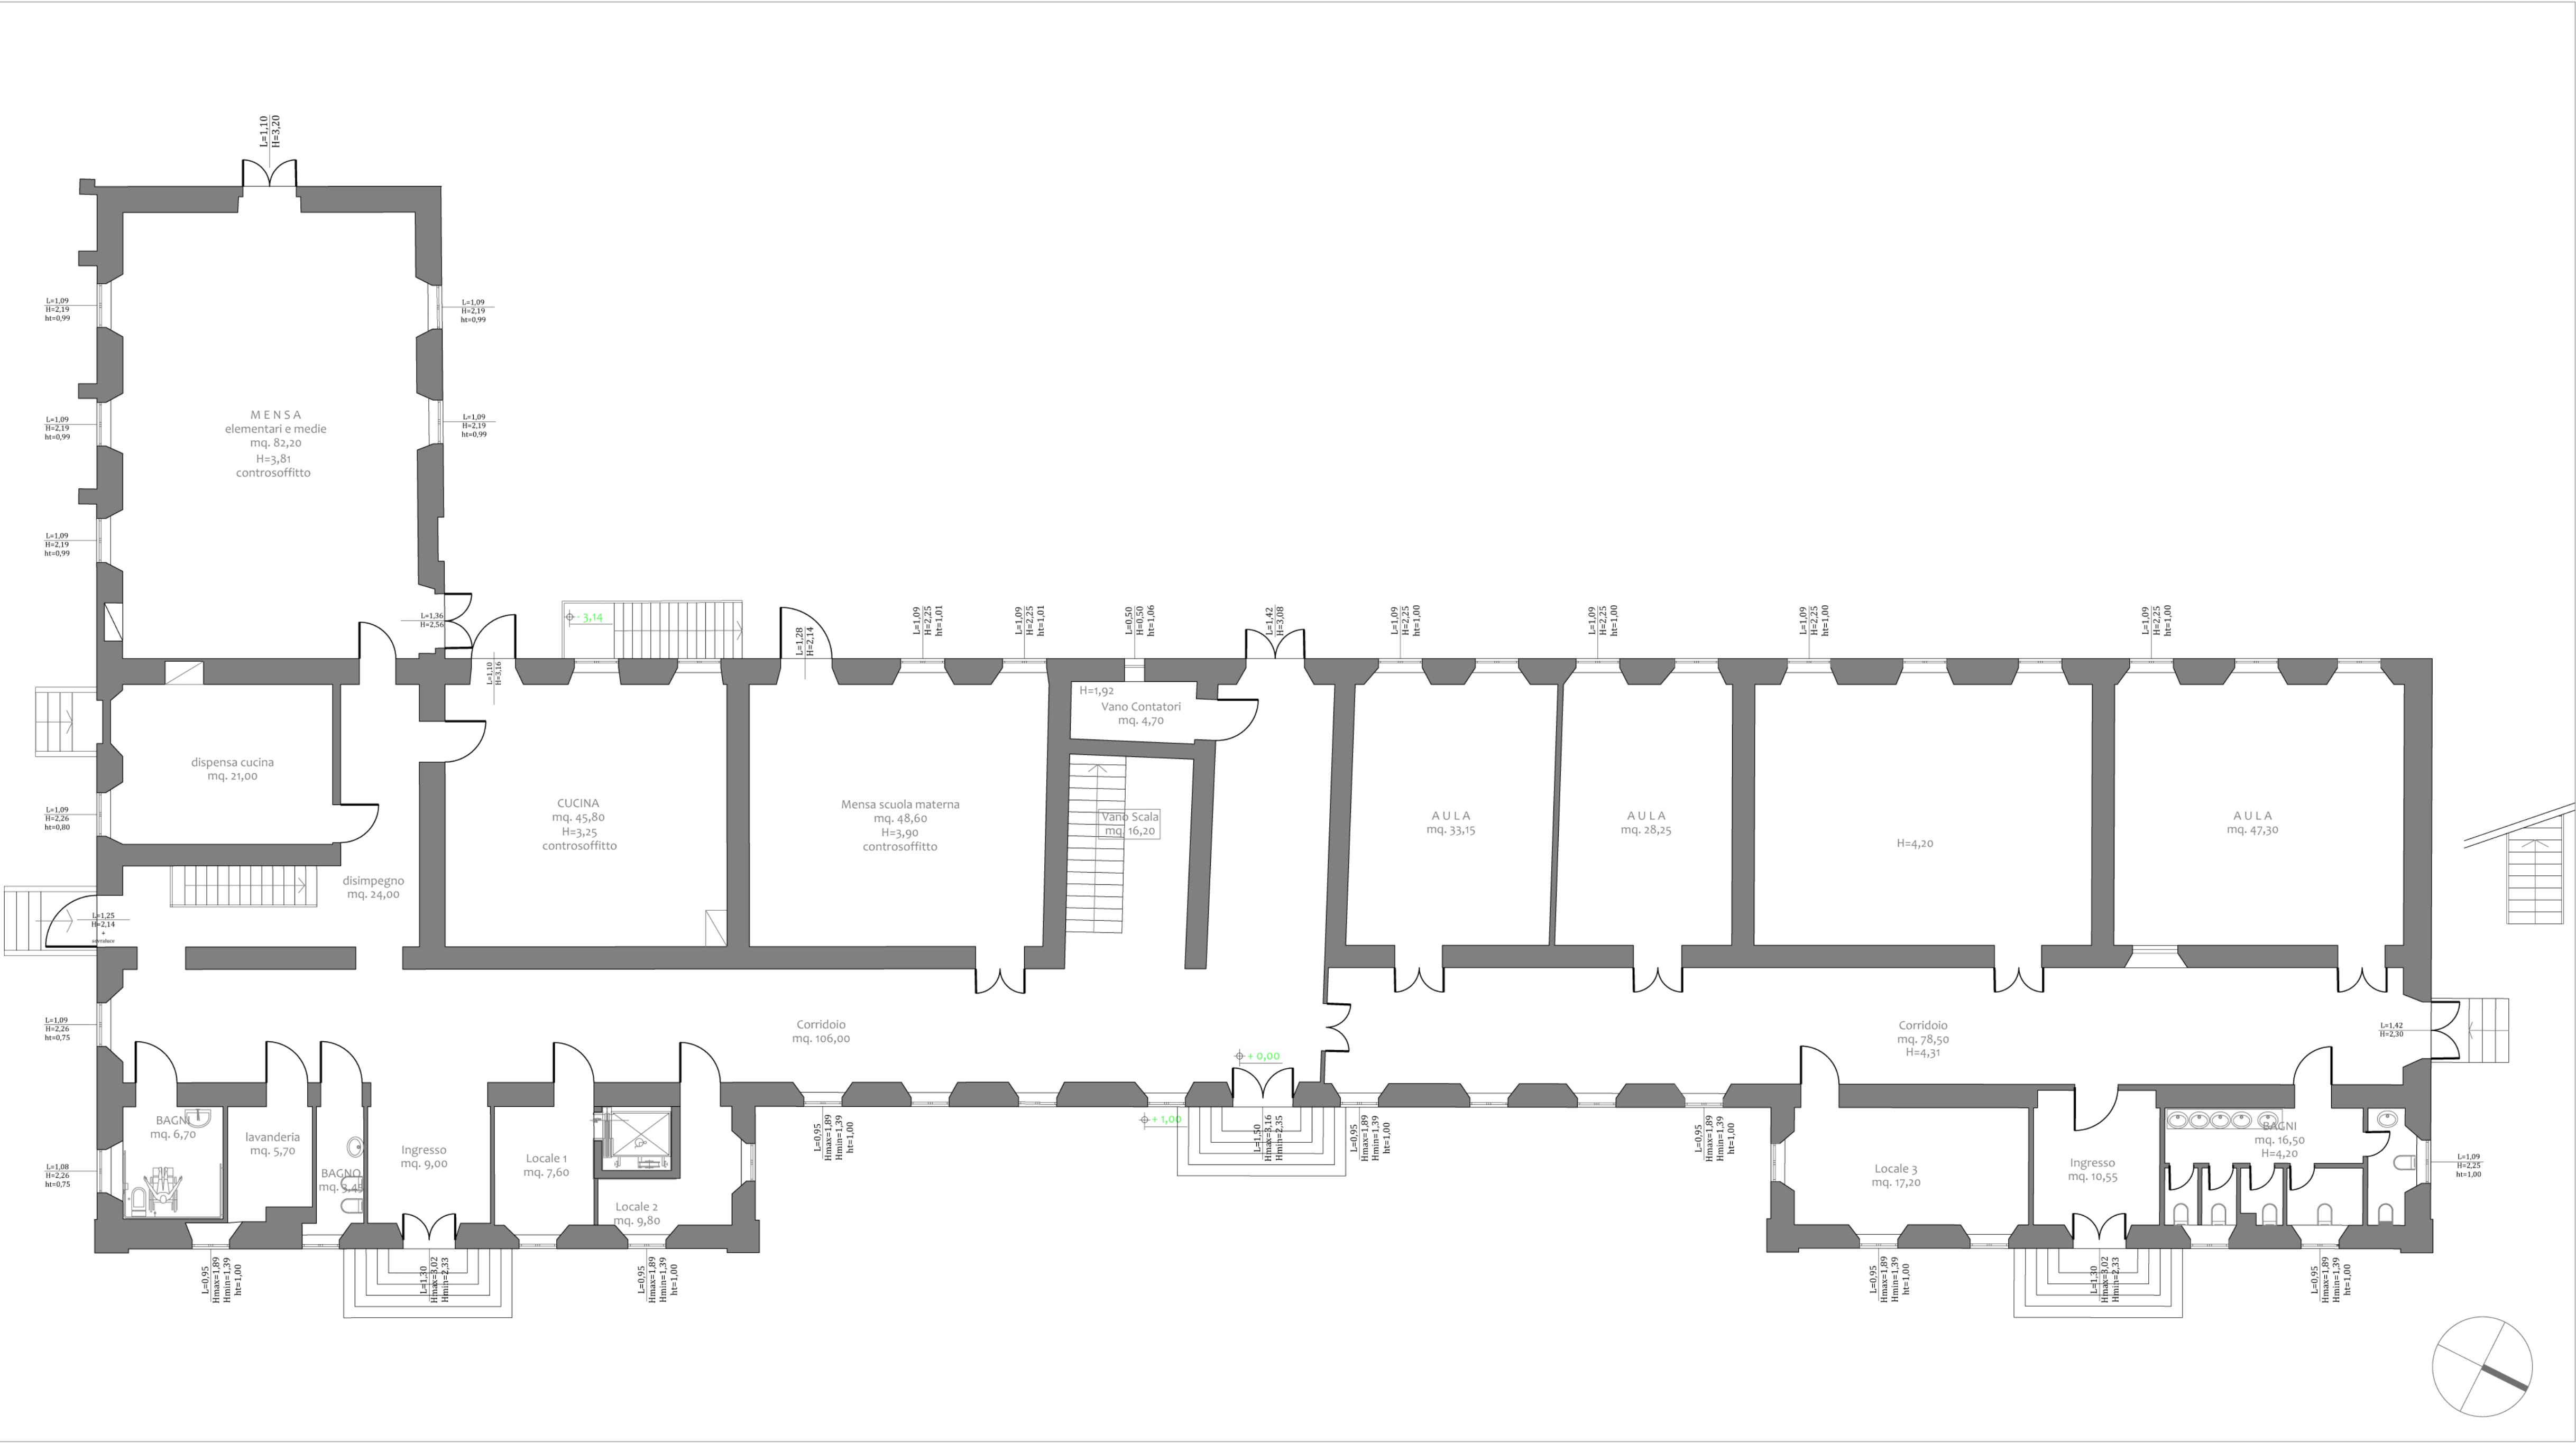 L=1,10
H=3,20
L=1,09
H=2,19
ht=0,99
L=1,09
H=2,19
ht=0,99
M E N S A
elementari e medie
mq. 82,20
H=3,81
controsoffitto
L=1,09
H=2,19
ht=0,99
L=1,09
H=2,19
ht=0,99
L=1,09
H=2,19
ht=0,99
L=1,36
H=2,56
- 3,14
L=1,10
H=3,16
L=1,28
H=2,14
L=1,09
H=2,25
ht=1,01
L=1,09
H=2,25
ht=1,01
L=0,50
H=0,50
ht=1,06
L=1,42
H=3,08
L=1,09
H=2,25
ht=1,00
L=1,09
H=2,25
ht=1,00
L=1,09
H=2,25
ht=1,00
L=1,09
H=2,25
ht=1,00
H=1,92
Vano Contatori
mq. 4,70
dispensa cucina
mq. 21,00
L=1,09
H=2,26
ht=0,80
CUCINA
mq. 45,80
H=3,25
controsoffitto
Mensa scuola materna
mq. 48,60
H=3,90
controsoffitto
Vano Scala
mq. 16,20
A U L A
mq. 33,15
A U L A
mq. 28,25
H=4,20
A U L A
mq. 47,30
disimpegno
mq. 24,00
L=1,25
H=2,14
+
L=1,09
H=2,26
ht=0,75
Corridoio
mq. 106,00
+ 0,00
Corridoio
mq. 78,50
H=4,31
L=1,42
H=2,30
BAGNI
mq. 6,70
lavanderia
mq. 5,70
BAGNO
mq. 3,45
Ingresso
mq. 9,00
Locale 1
mq. 7,60
Locale 2
mq. 9,80
L=1,08
H=2,26
ht=0,75
L=0,95
Hmax=1,89
Hmin=1,39
ht=1,00
+ 1,00
L=1,50
Hmax=3,16
Hmin=2,35
L=0,95
Hmax=1,89
Hmin=1,39
ht=1,00
L=0,95
Hmax=1,89
Hmin=1,39
ht=1,00
Locale 3
mq. 17,20
Ingresso
mq. 10,55
BAGNI
mq. 16,50
H=4,20
L=1,09
H=2,25
ht=1,00
L=0,95
Hmax=1,89
Hmin=1,39
ht=1,00
L=1,30
Hmax=3,02
Hmin=2,33
L=0,95
Hmax=1,89
Hmin=1,39
ht=1,00
L=0,95
Hmax=1,89
Hmin=1,39
ht=1,00
L=1,30
Hmax=3,02
Hmin=2,33
L=0,95
Hmax=1,89
Hmin=1,39
ht=1,00